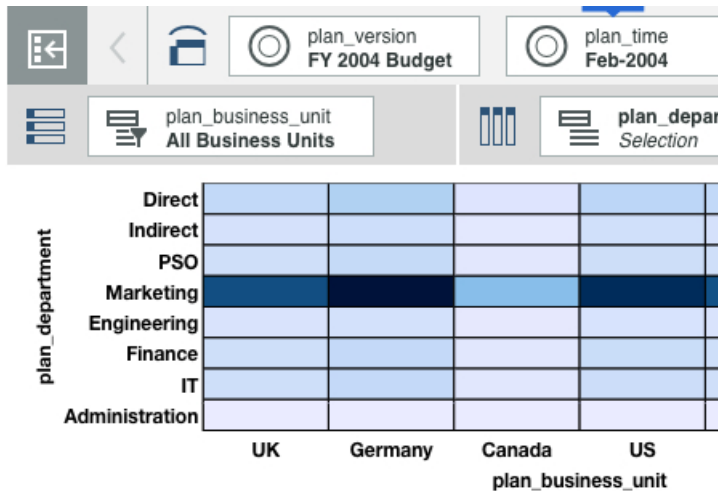 plan_version
FY 2004 Budget
plan_time
Feb-2004
plan_business_unit
All Business Units
Selection
plan_department
Direct
Indirect
PSO
Marketing
Engineering
Finance
IT
Administration
UK Germany Canada US
plan_business_unit